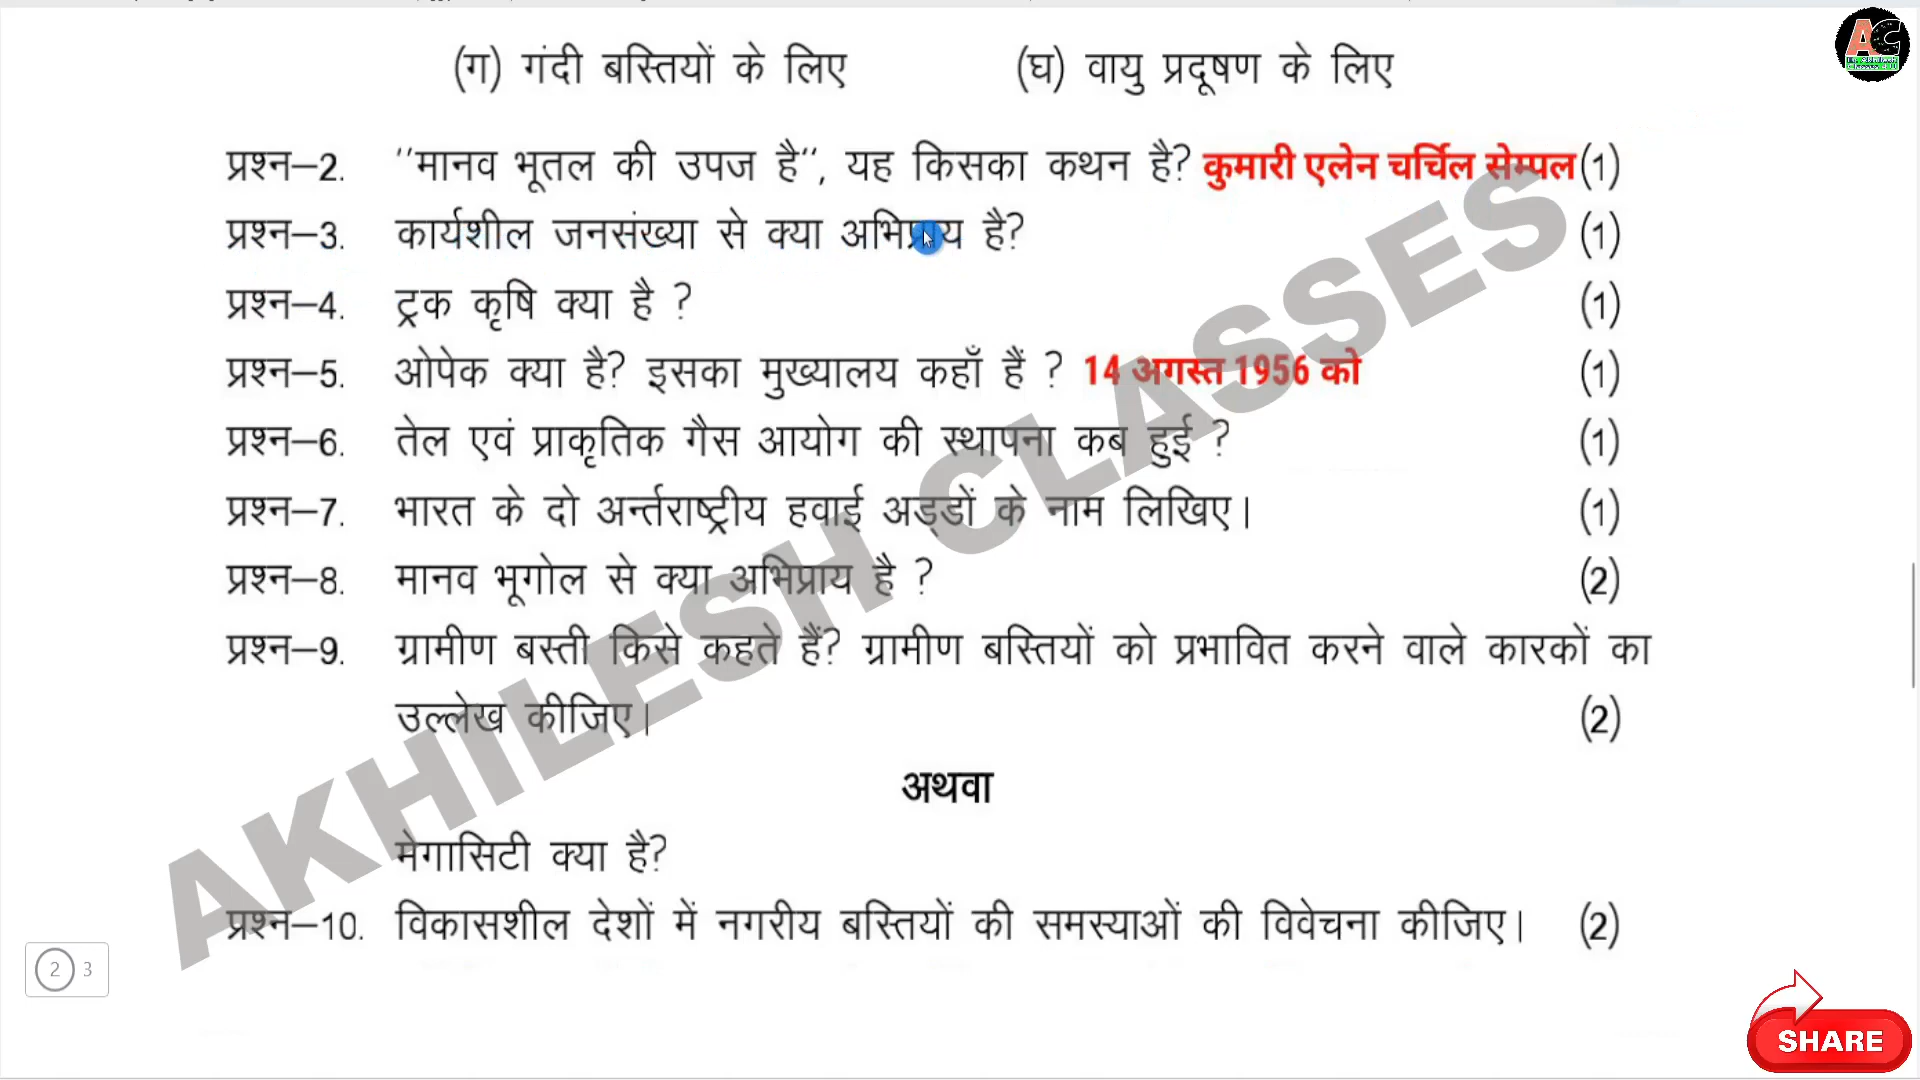 (ग) गंदी बस्तियों के लिए (घ) वायु प्रदूषण के लिए
प्रश्न–2. ''मानव भूतल की उपज है'', यह किसका कथन है? कुमारी एलेन चर्चिल सेम्पल (1)
प्रश्न–3. कार्यशील जनसंख्या से क्या अभिप्राय है? (1)
प्रश्न–4. ट्रक कृषि क्या है ? (1)
प्रश्न–5. ओपेक क्या है? इसका मुख्यालय कहाँ हैं ? 14 अगस्त 1956 को (1)
प्रश्न–6. तेल एवं प्राकृतिक गैस आयोग की स्थापना कब हुई ? (1)
प्रश्न–7. भारत के दो अर्न्तराष्ट्रीय हवाई अड्डों के नाम लिखिए। (1)
प्रश्न–8. मानव भूगोल से क्या अभिप्राय है ? (2)
प्रश्न–9. ग्रामीण बस्ती किसे कहते हैं? ग्रामीण बस्तियों को प्रभावित करने वाले कारकों का
उल्लेख कीजिए। (2)
अथवा
मेगासिटी क्या है?
प्रश्न–10. विकासशील देशों में नगरीय बस्तियों की समस्याओं की विवेचना कीजिए। (2)
AKHILESH CLASSES
2 3
AC
SHARE